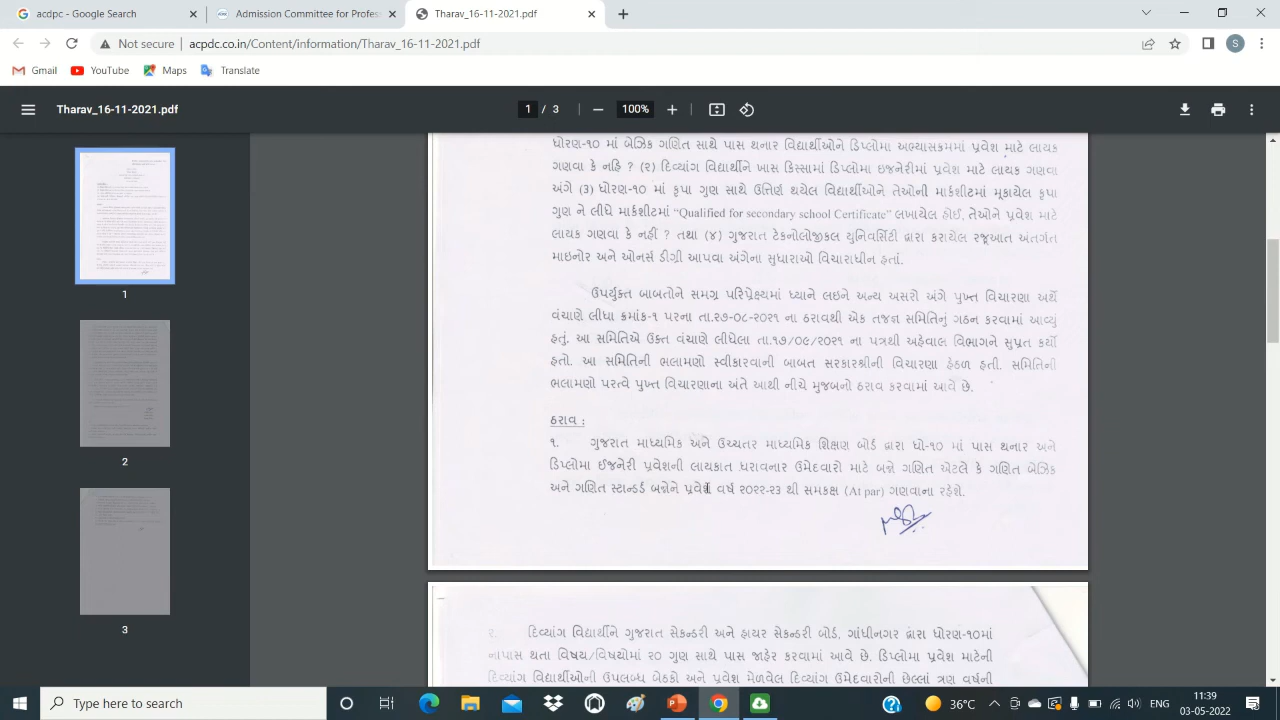 acdpc - Google Search
Admission Committee for Profes
Tharav_16-11-2021.pdf
Not secure
acpdc.co.in/Content/information/Tharav_16-11-2021.pdf
S
Gmail
YouTube
Maps
Translate
Tharav_16-11-2021.pdf
1 / 3
100%
ધોરણ-૧૦ માં બેઝિક ગણિત સાથે પાસ થનાર વિદ્યાર્થીઓને ડિપ્લોમા અભ્યાસક્રમમાં પ્રવેશ માટે લાયક
ગણવા કે નહિ ? (૨) દિવ્યાંગ વિદ્યાર્થીને ખાસ કિસ્સામાં ડિપ્લોમા ઇજનેરીમાં પ્રવેશ માટે લાયક ગણવા
અંગે (૩) ધોરણ-૧૦ માં કૃપા ગુણ સાથે ઉત્તિર્ણ થયેલ વિદ્યાર્થીઓને તેઓની માર્કશીટમાં મૂકાયેલ કૃપા
ગુણ ને લીધે માર્કશીટમાં “Qualified for secondary school Certificate” લખાયેલ હોઈ, તેઓને પ્રવેશ માટે
લાયક ગણવા કે નહીં ? તથા (૪) ગુજરાત ટેકનોલોજીકલ યુનિવર્સિટી દ્વારા કરાયેલ રજૂઆત અંતર્ગત
માઇનોર અને ઓનર્સ ડીગ્રી આપવા અંગેના સુધારાઓ વિચારાધીન હતાં.
ઉપર્યુક્ત બાબતોને સમગ્ર પરિપ્રેક્ષ્યમાં ધ્યાને લઇને અન્ય અસરો અંગે પુખ્ત વિચારણા અર્થે
વંચાણે લીધા ક્રમાંક-૧ પરના તા.૨૭-૦૮-૨૦૨૧ ના ઠરાવથી એક તજજ્ઞ સમિતિનું ગઠન કરવામાં આવ્યું
હતું. આ સમિતિએ ઉક્ત વંચાણે લીધેલા તા.૧૭/૦૯/૨૦૨૧ ના પત્રથી અહેવાલ વિભાગને સુપ્રત કર્યો
હતો. આ સમિતિની ભલામણો સ્વીકારવાની બાબત સરકારશ્રીની વિચારણા હેઠળ હતી. સમિતિની
ભલામણો પરત્વે પુખ્ત વિચારણાના અંતે આથી નીચે મુજબનો ઠરાવ કરવામાં આવે છે.
ઠરાવ :
૧. ગુજરાત માધ્યમિક અને ઉચ્ચતર માધ્યમિક શિક્ષણ બોર્ડ દ્વારા ધો-૧૦ માં પાસ થનાર અને
ડિપ્લોમા ઈજનેરી પ્રવેશની લાયકાત ધરાવનાર ઉમેદવારો માટે બન્ને ગણિત એટલે કે ગણિત બેઝિક
અને ગણિત સ્ટાન્ડર્ડ બન્નેને પ્રવેશ વર્ષ ૨૦૨૨-૨૩ થી સમકક્ષ (At par) ગણવાના રહેશે.
૨. દિવ્યાંગ વિદ્યાર્થીને ગુજરાત સેકન્ડરી અને હાયર સેકન્ડરી બોર્ડ, ગાંધીનગર દ્વારા ધોરણ-૧૦માં
નાપાસ થતા વિષય/વિષયોમાં ૨૦ ગુણ સાથે પાસ જાહેર કરવામાં આવે છે. ડિપ્લોમા પ્રવેશ માટેની
દિવ્યાંગ વિદ્યાર્થીઓની ઉપલબ્ધ બેઠકો અને પ્રવેશ મેળવેલ દિવ્યાંગ ઉમેદવારોની છેલ્લાં ત્રણ વર્ષની
1
2
3
Type here to search
36°C
ENG
11:39
03-05-2022